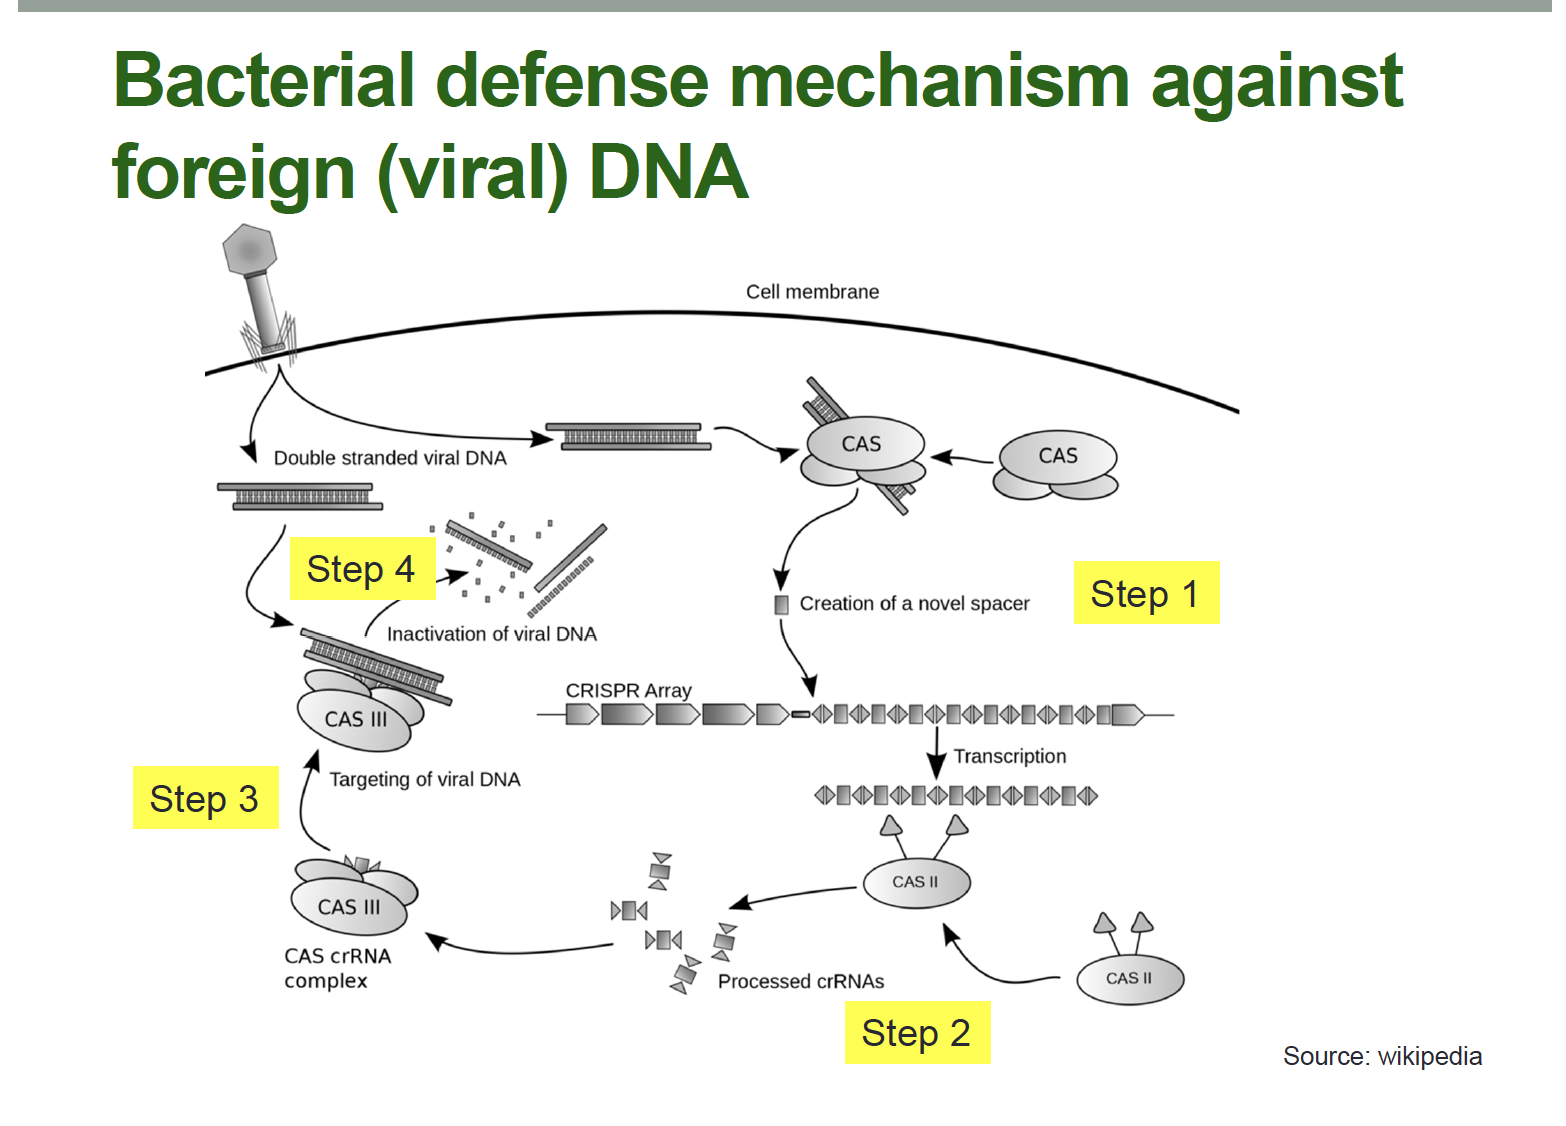 Bacterial defense mechanism against
foreign (viral) DNA
Cell membrane
CAS
CAS
Double stranded viral DNA
Step 4
Step 1
Creation of a novel spacer
Inactivation of viral DNA
CRISPR Array
CAS III
Transcription
Targeting of viral DNA
Step 3
CAS II
CAS III
CAS crRNA
complex
Processed crRNAs
CAS II
Step 2
Source: wikipedia